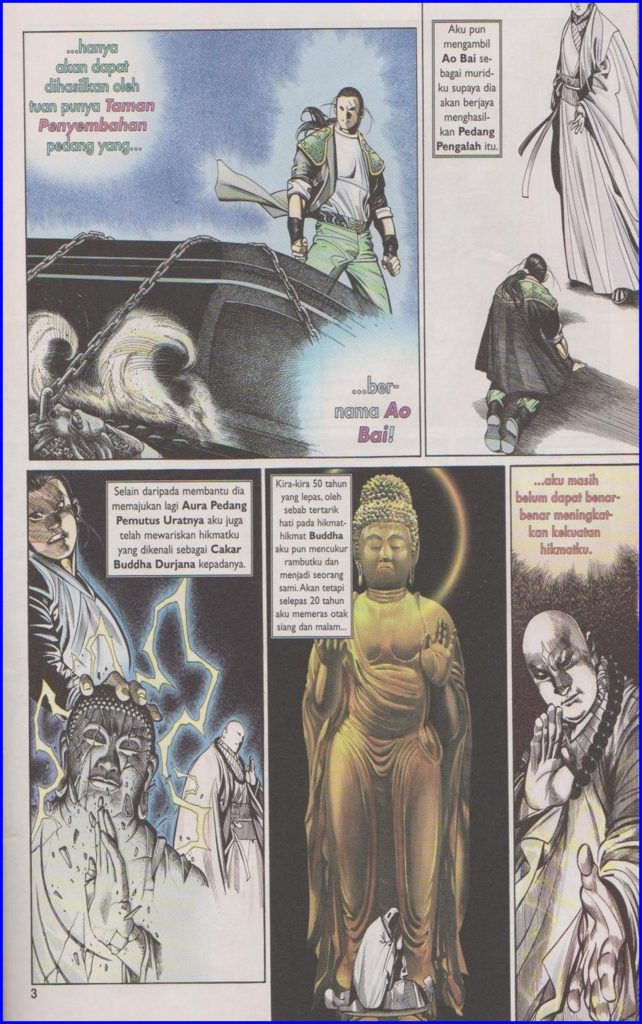 ...hanya
akan dapat
dihasilkan oleh
tuan punya Taman
Penyembahan
pedang yang...
...ber-
nama Ao
Bai!
Aku pun
mengambil
Ao Bai se-
bagai murid-
ku supaya dia
akan berjaya
menghasil-
kan Pedang
Pengalah itu.
Selain daripada membantu dia
memajukan lagi Aura Pedang
Pemutus Uratnya aku juga
telah mewariskan hikmatku
yang dikenali sebagai Cakar
Buddha Durjana kepadanya.
Kira-kira 50 tahun
yang lepas, oleh
sebab tertarik
hati pada hikmat-
hikmat Buddha
aku pun mencukur
rambutku dan
menjadi seorang
sami. Akan tetapi
selepas 20 tahun
aku memeras otak
siang dan malam...
...aku masih
belum dapat benar-
benar meningkat-
kan kekuatan
hikmatku.
3